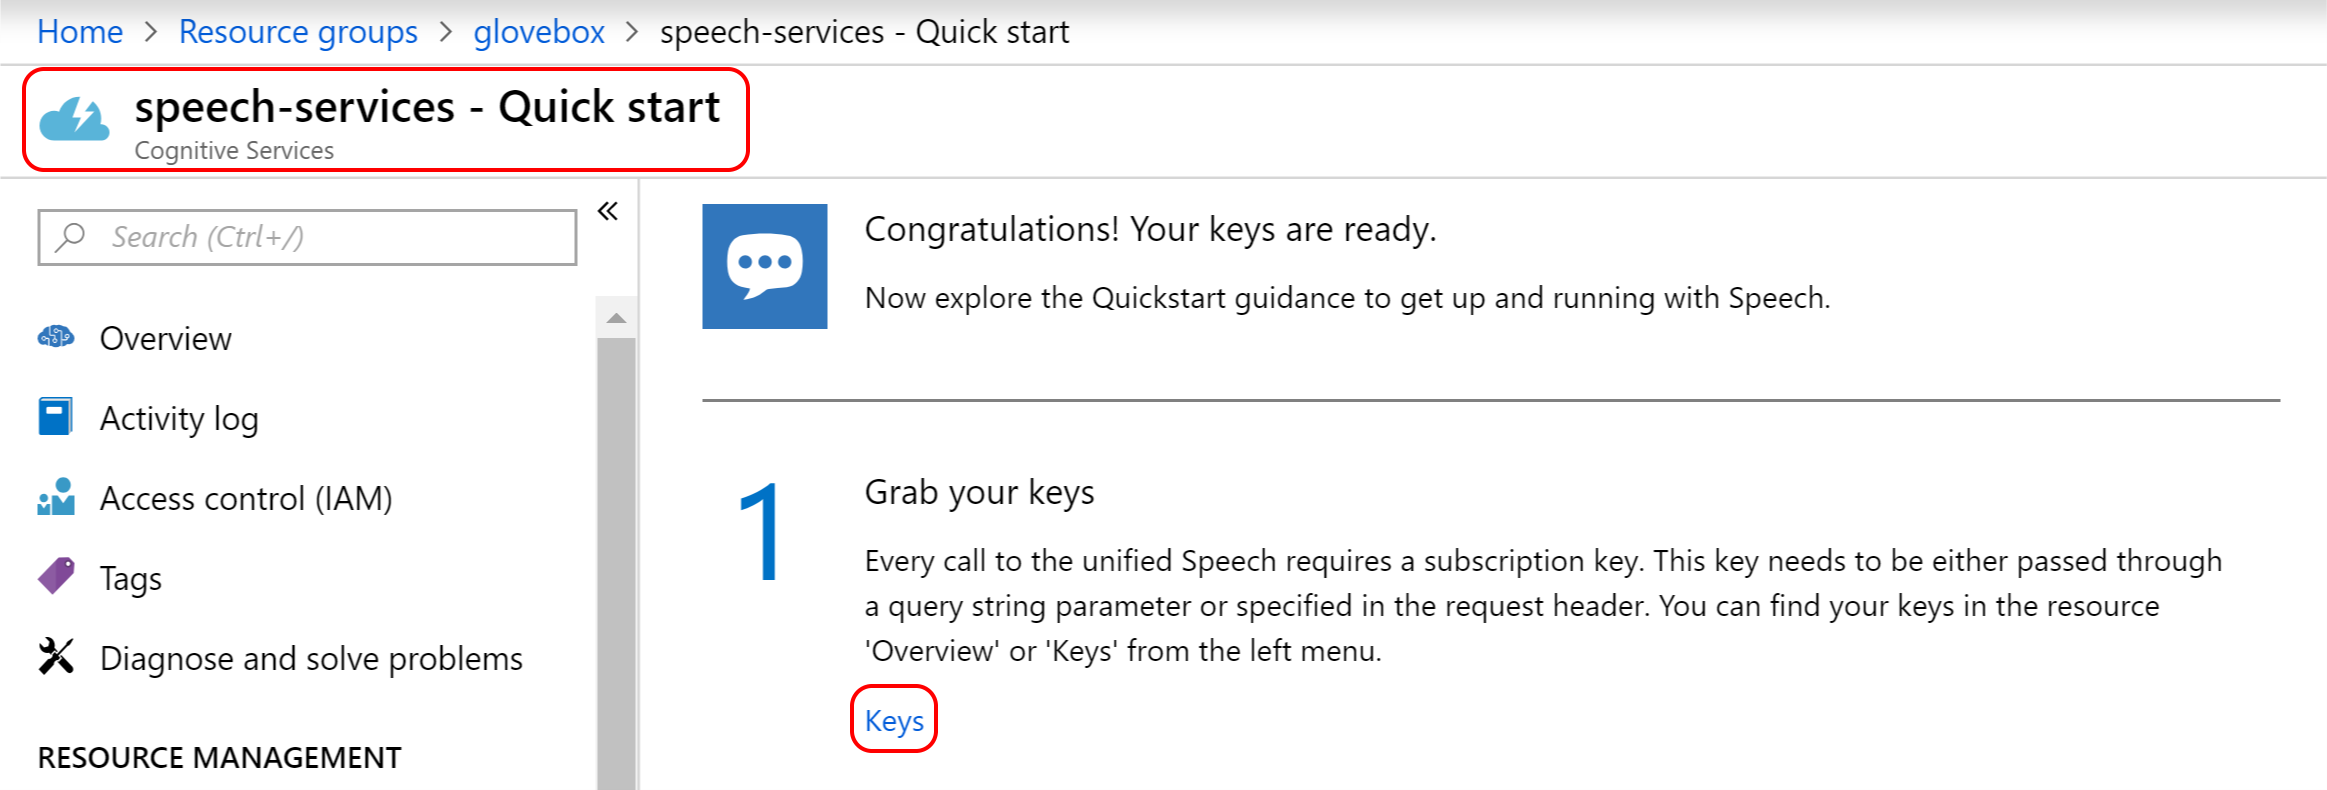 Home > Resource groups > glovebox > speech-services - Quick start
speech-services - Quick start
Cognitive Services
Search (Ctrl+/)
Overview
Activity log
Access control (IAM)
Tags
Diagnose and solve problems
RESOURCE MANAGEMENT
Congratulations! Your keys are ready.
Now explore the Quickstart guidance to get up and running with Speech.
1
Grab your keys
Every call to the unified Speech requires a subscription key. This key needs to be either passed through
a query string parameter or specified in the request header. You can find your keys in the resource
'Overview' or 'Keys' from the left menu.
Keys